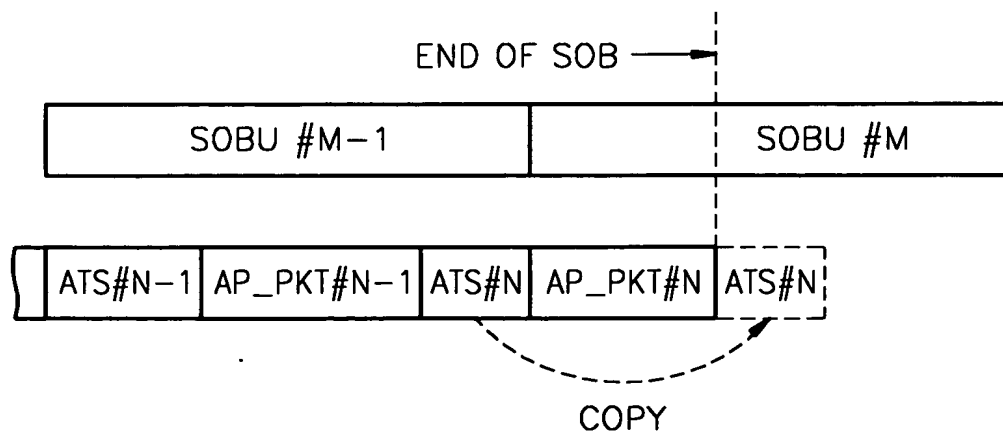 END OF SOB
SOBU #M-1 SOBU #M
ATS#N-1 AP_PKT#N-1 ATS#N AP_PKT#N ATS#N
COPY